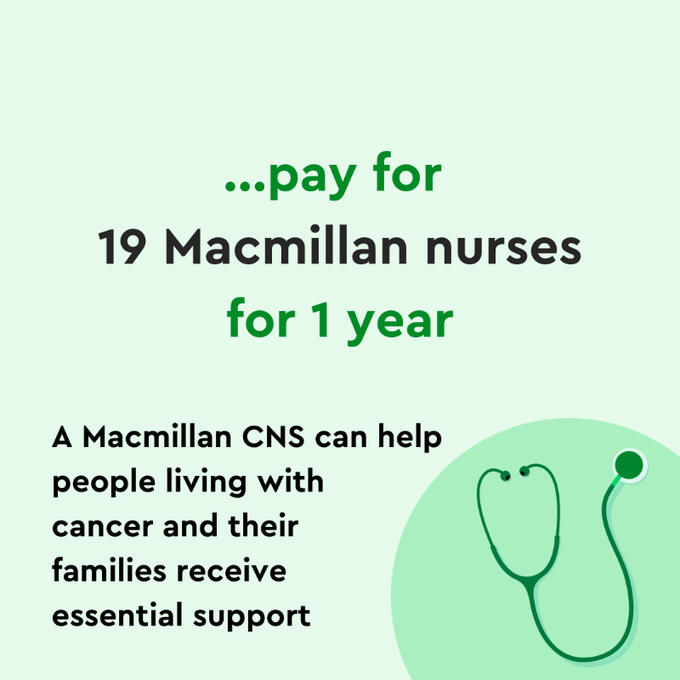 ...pay for
19 Macmillan nurses
for 1 year
A Macmillan CNS can help
people living with
cancer and their
families receive
essential support